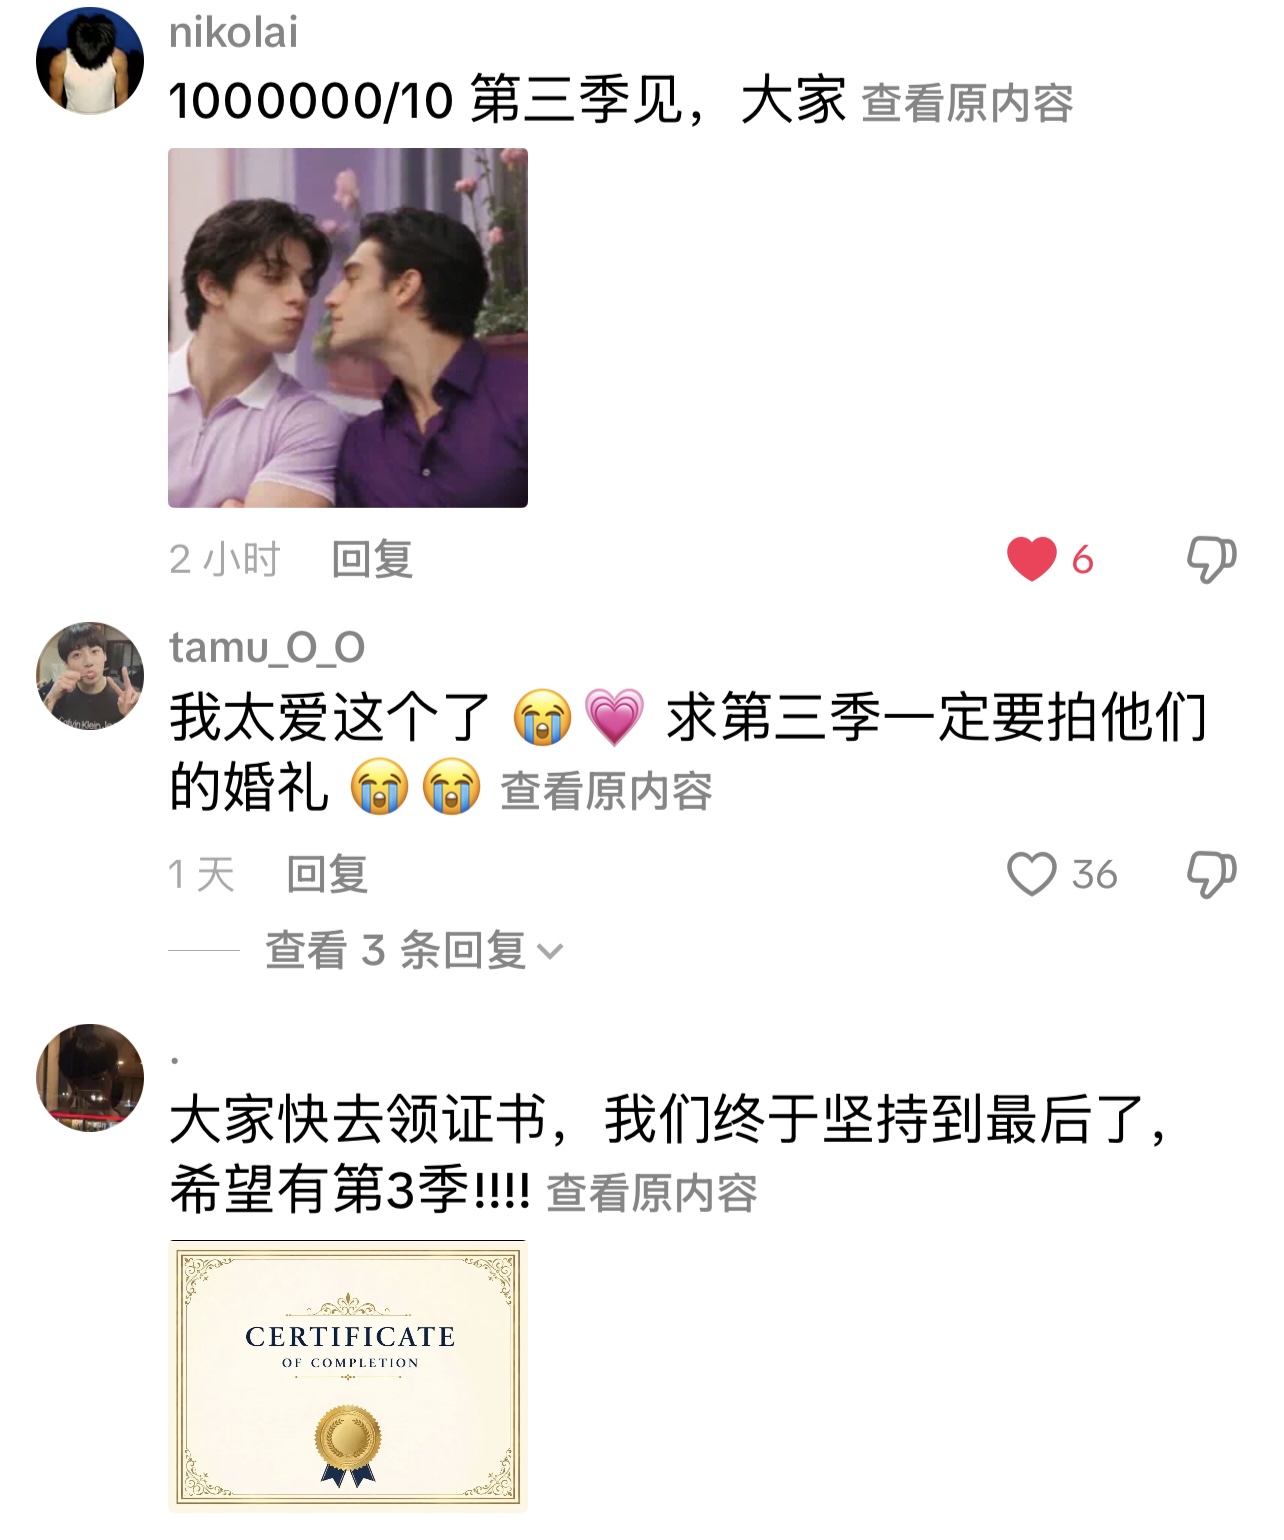 nikolai
1000000/10 第三季见，大家 查看原内容
2 小时 回复 6
tamu_O_O
我太爱这个了 😭💗 求第三季一定要拍他们
的婚礼 😭😭 查看原内容
1 天 回复 36
查看 3 条回复
.
大家快去领证书，我们终于坚持到最后了，
希望有第3季!!!! 查看原内容
CERTIFICATE
OF COMPLETION